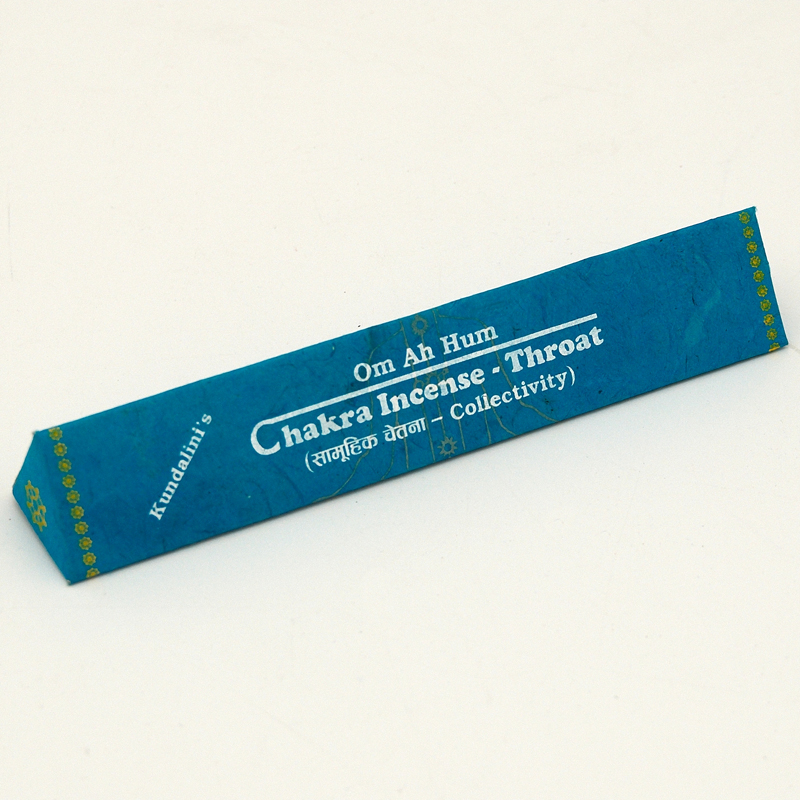 Kundalini's
Om Ah Hum
Chakra Incense - Throat
(सामूहिक चेतना – Collectivity)